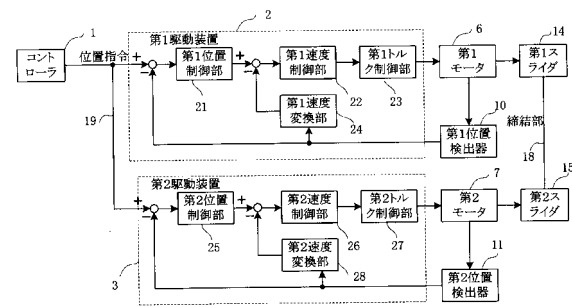 1
2
6
14
コント
ローラ
位置指令
第1駆動装置
第1位置
制御部
21
第1速度
制御部
22
第1トル
ク制御部
23
第1
モータ
第1ス
ライダ
第1速度
変換部
24
10
第1位置
検出器
締結部
18
19
7
15
第2駆動装置
第2位置
制御部
25
第2速度
制御部
26
第2トル
ク制御部
27
第2
モータ
第2ス
ライダ
第2速度
変換部
28
11
第2位置
検出器
3
+
−
+
−
+
−
+
−